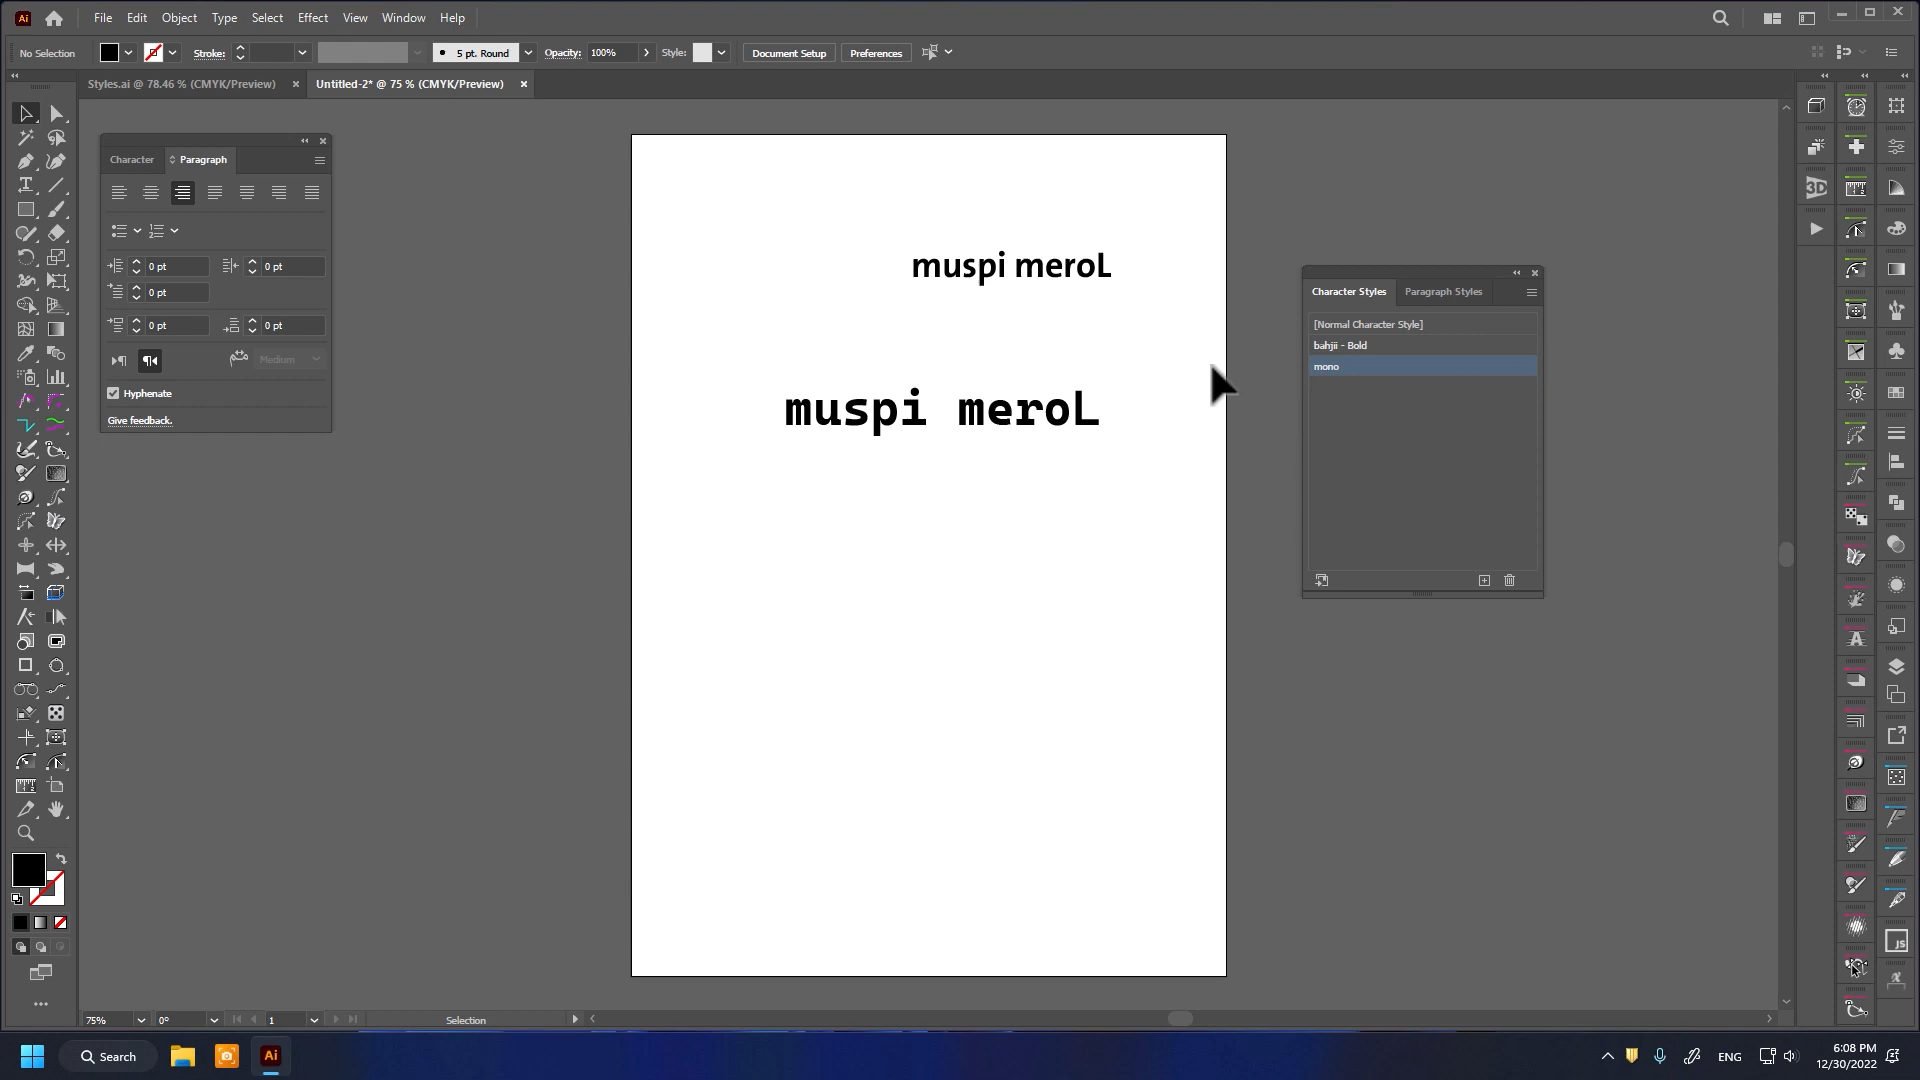 File Edit Object Type Select Effect View Window Help
No Selection Stroke: 5 pt. Round Opacity: 100% Style: Document Setup Preferences
Styles.ai @ 78.46 % (CMYK/Preview) × Untitled-2* @ 75 % (CMYK/Preview) ×
Character Paragraph
0 pt 0 pt
0 pt
0 pt 0 pt
Medium
Hyphenate
Give feedback.
muspi meroL
muspi meroL
Character Styles Paragraph Styles
[Normal Character Style]
bahjii - Bold
mono
3D
JS
75% 0° 1 Selection
Search Ai ENG 6:08 PM
12/30/2022